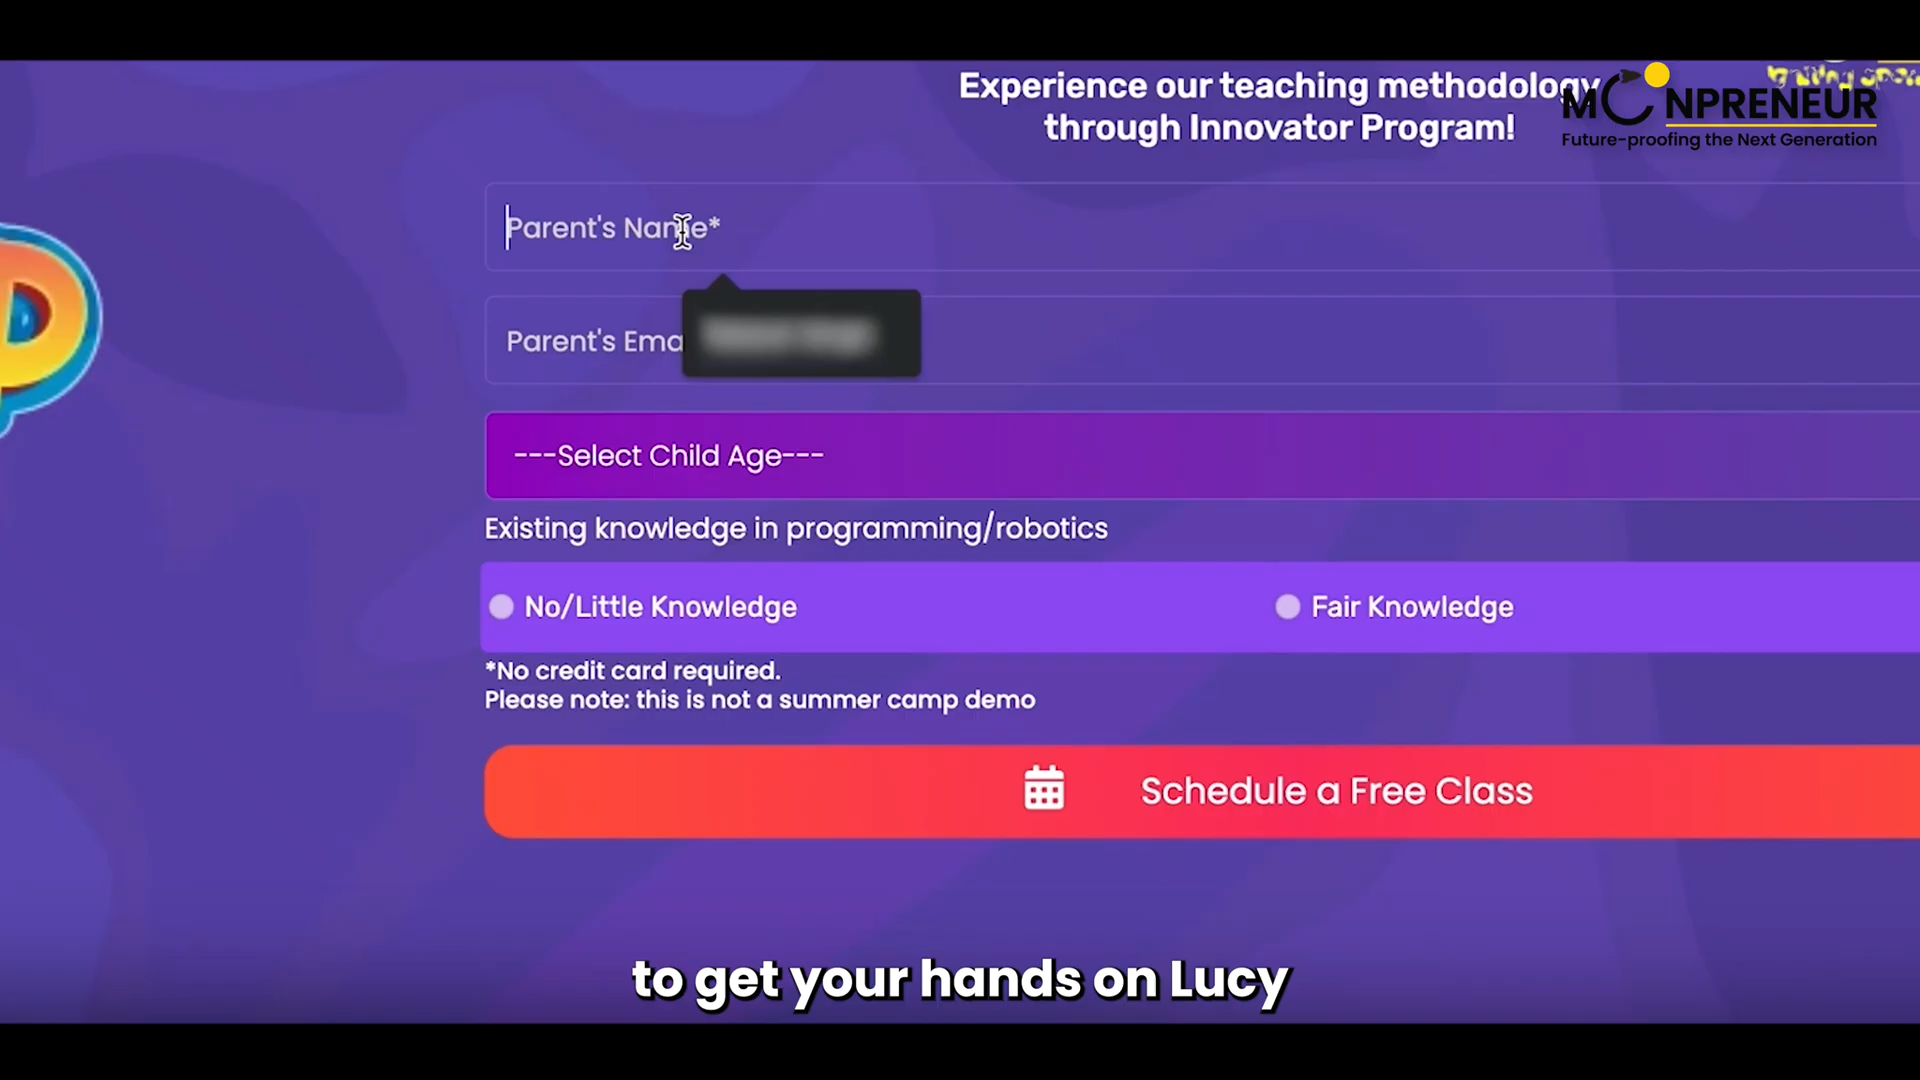 Experience our teaching methodology
through Innovator Program!
MOONPRENEUR
Future-proofing the Next Generation
Parent's Name*
Parent's Ema
---Select Child Age---
Existing knowledge in programming/robotics
No/Little Knowledge
Fair Knowledge
*No credit card required.
Please note: this is not a summer camp demo
Schedule a Free Class
to get your hands on Lucy